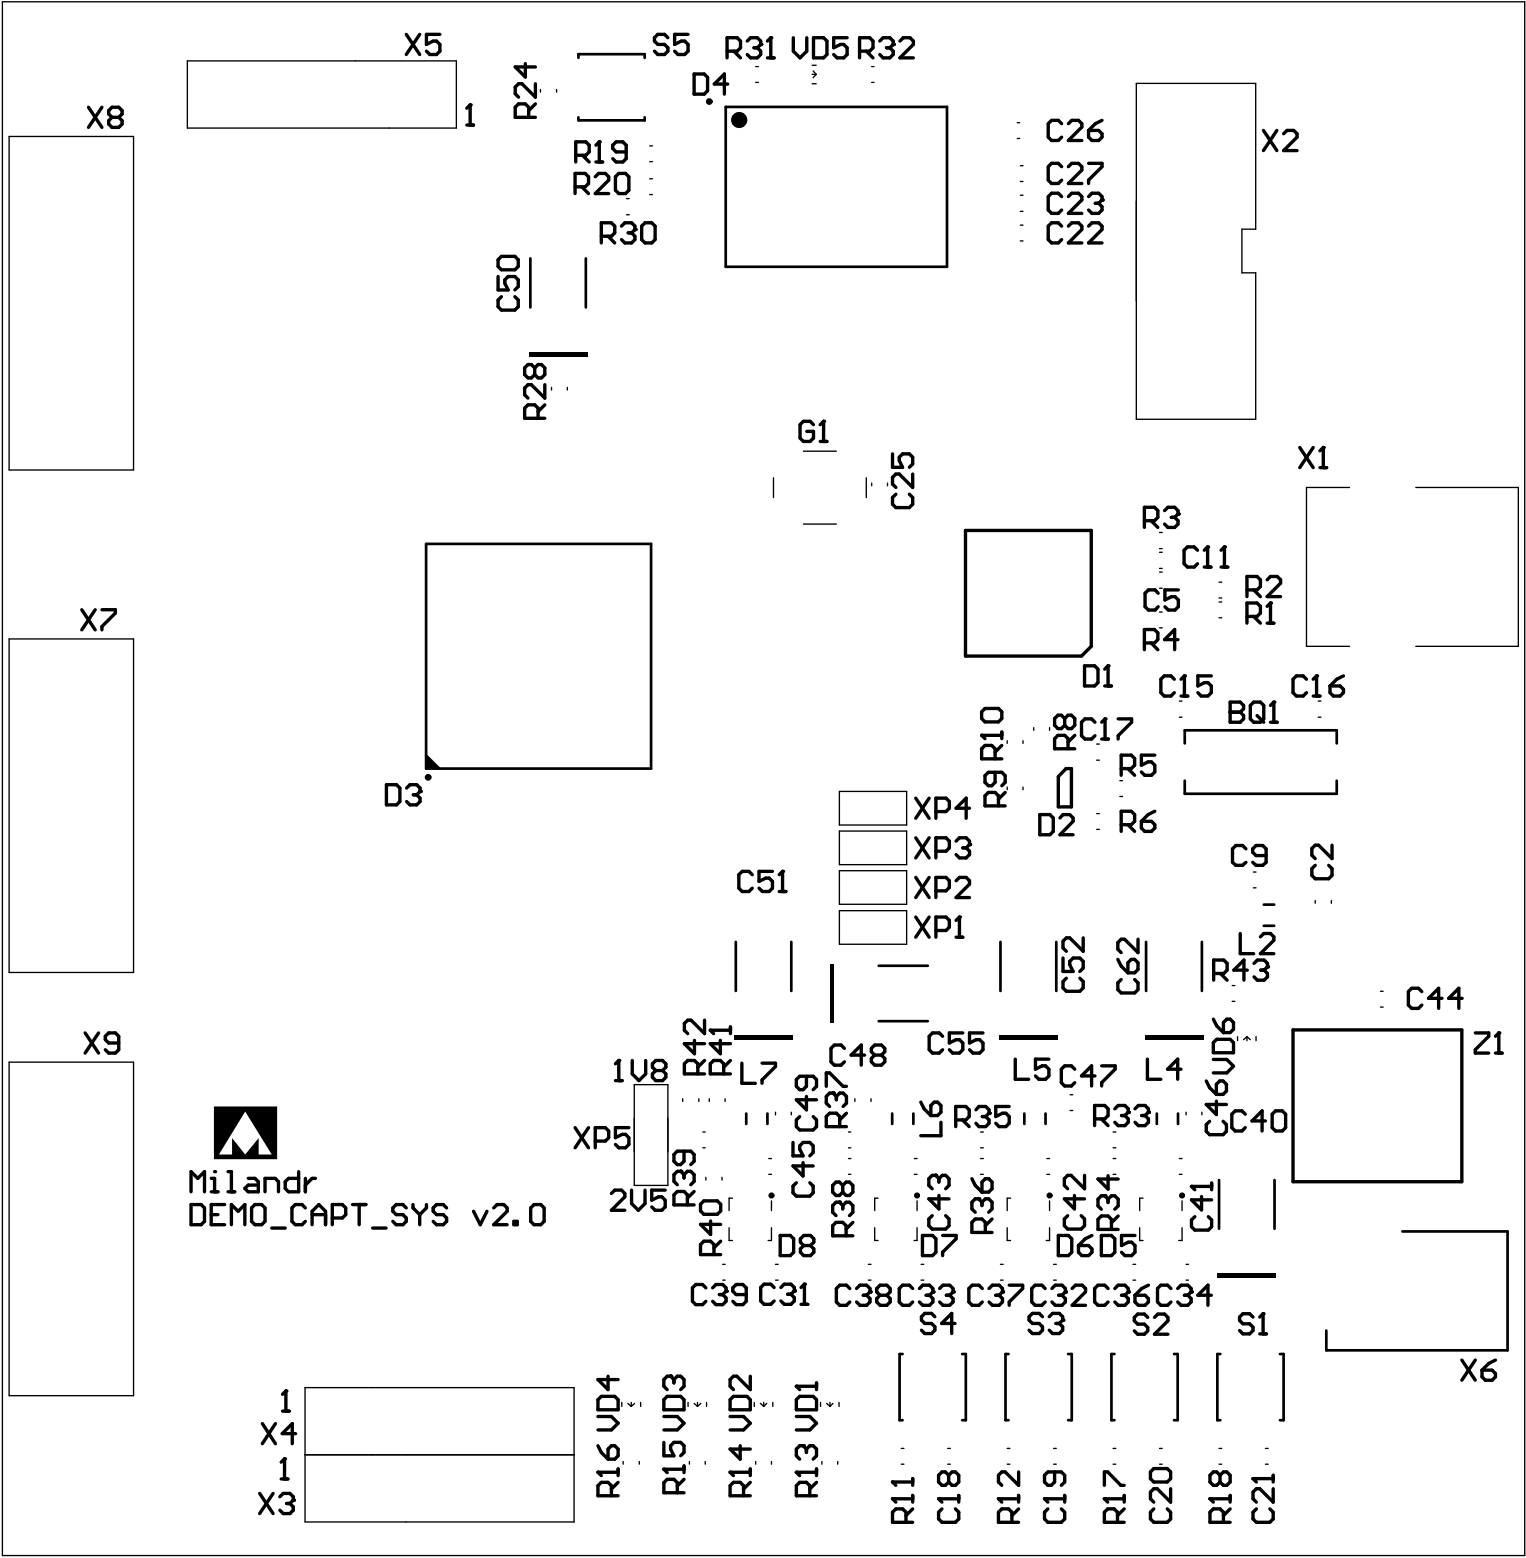 X5
S5
R31 VD5 R32
R24
D4
X8
1
C26
X2
R19
R20
C27
C23
R30
C22
C50
R28
G1
X1
C25
R3
C11
R2
C5
R1
X7
R4
D1
C15
C16
BQ1
R10
R8
C17
R5
R9
D3
XP4
D2
R6
XP3
C9
C2
C51
XP2
XP1
L2
C52
C62
R43
C44
X9
R42
R41
C55
C48
VD6
Z1
1V8
L7
L5
C47
L4
C49
R37
C46
XP5
L6
R35
R33
C40
Milandr
R39
C45
2V5
DEMO_CAPT_SYS v2.0
R40
R38
C43
R36
C42
R34
C41
D8
D7
D6
D5
C39
C31
C38
C33
C37
C32
C36
C34
S4
S3
S2
S1
X6
1
VD4
VD3
VD2
VD1
X4
1
R16
R15
R14
R13
X3
R11
C18
R12
C19
R17
C20
R18
C21